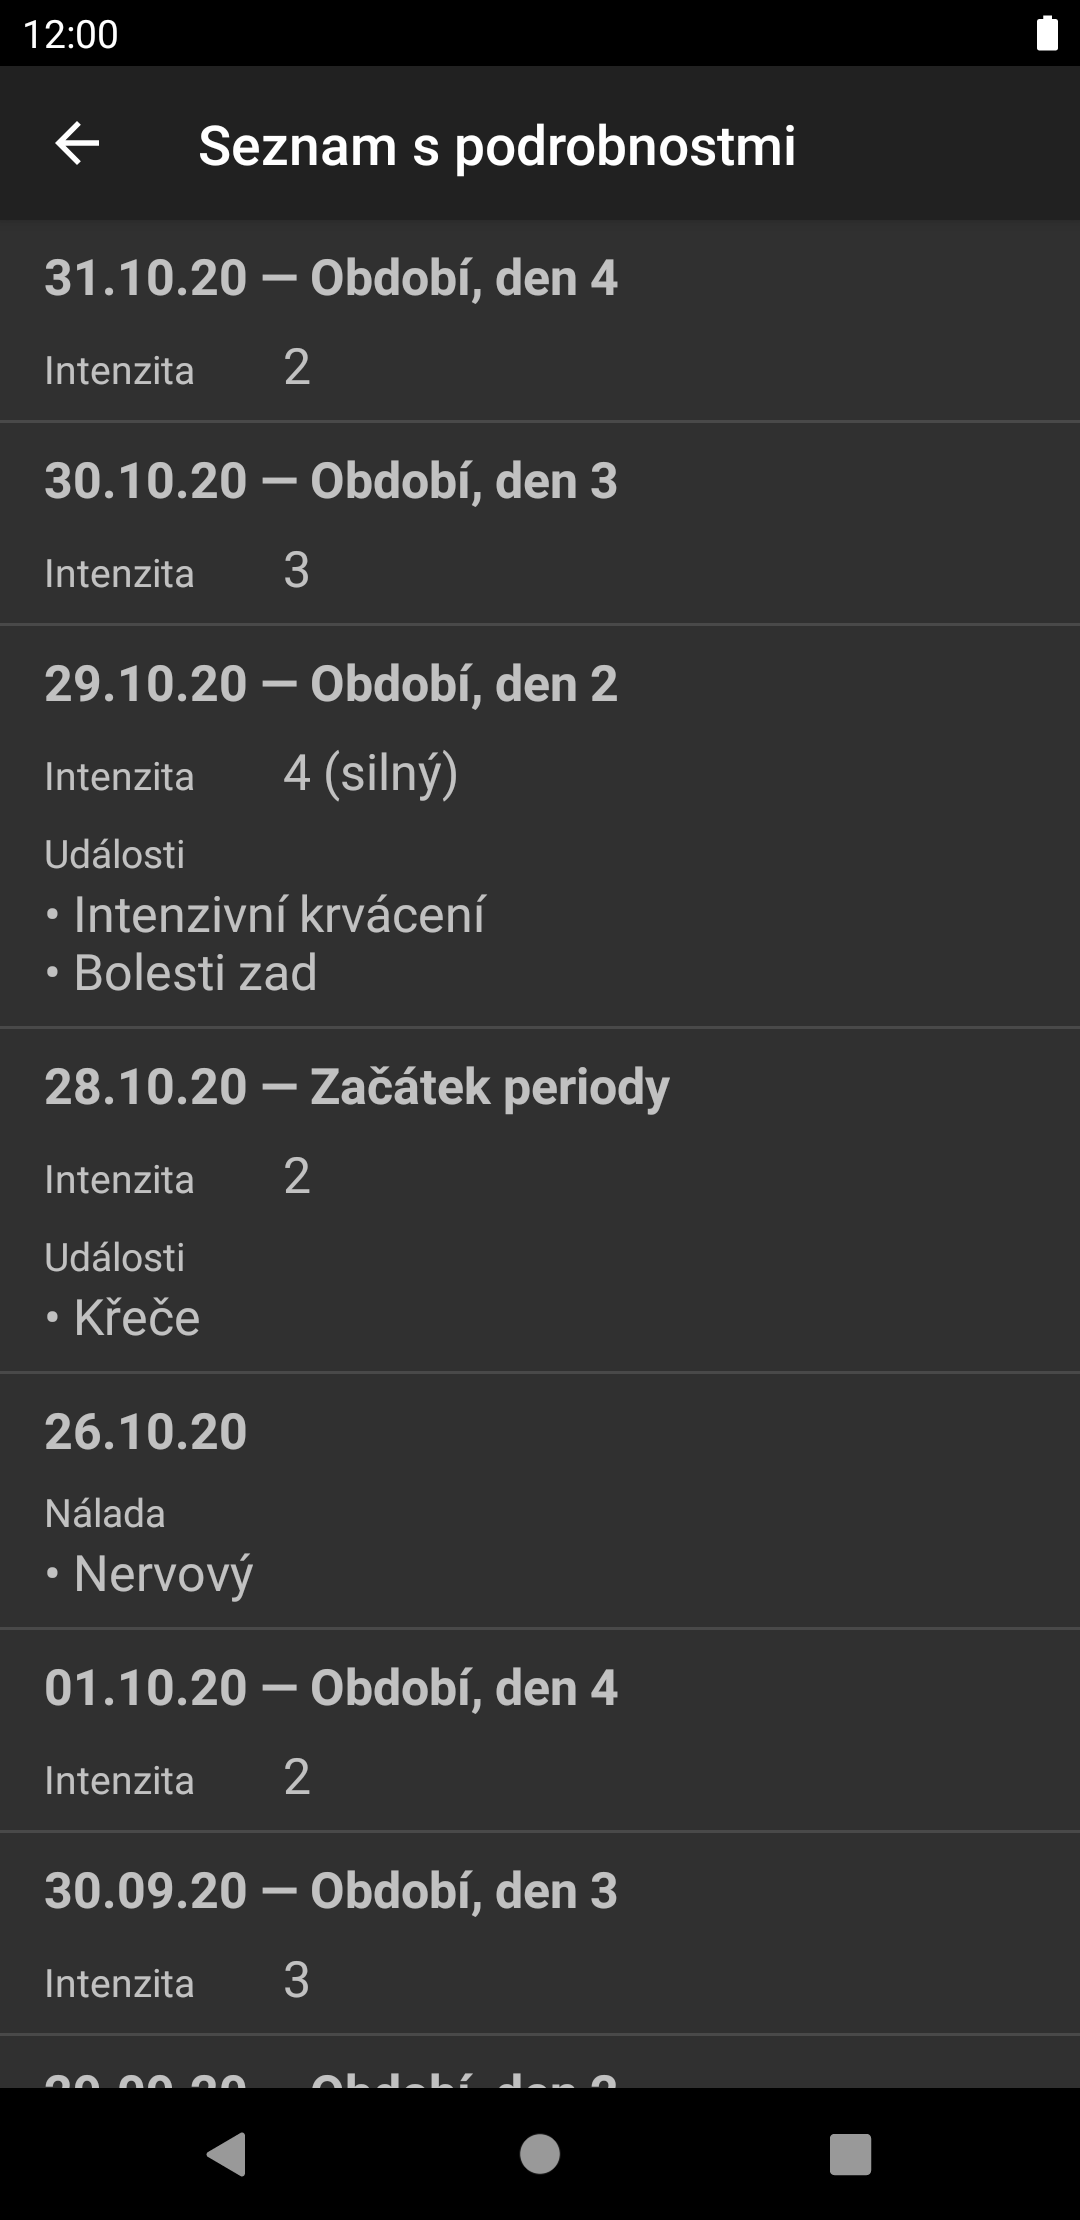 12:00
Seznam s podrobnostmi
31.10.20 — Období, den 4
Intenzita 2
30.10.20 — Období, den 3
Intenzita 3
29.10.20 — Období, den 2
Intenzita 4 (silný)
Události
• Intenzivní krvácení
• Bolesti zad
28.10.20 — Začátek periody
Intenzita 2
Události
• Křeče
26.10.20
Nálada
• Nervový
01.10.20 — Období, den 4
Intenzita 2
30.09.20 — Období, den 3
Intenzita 3